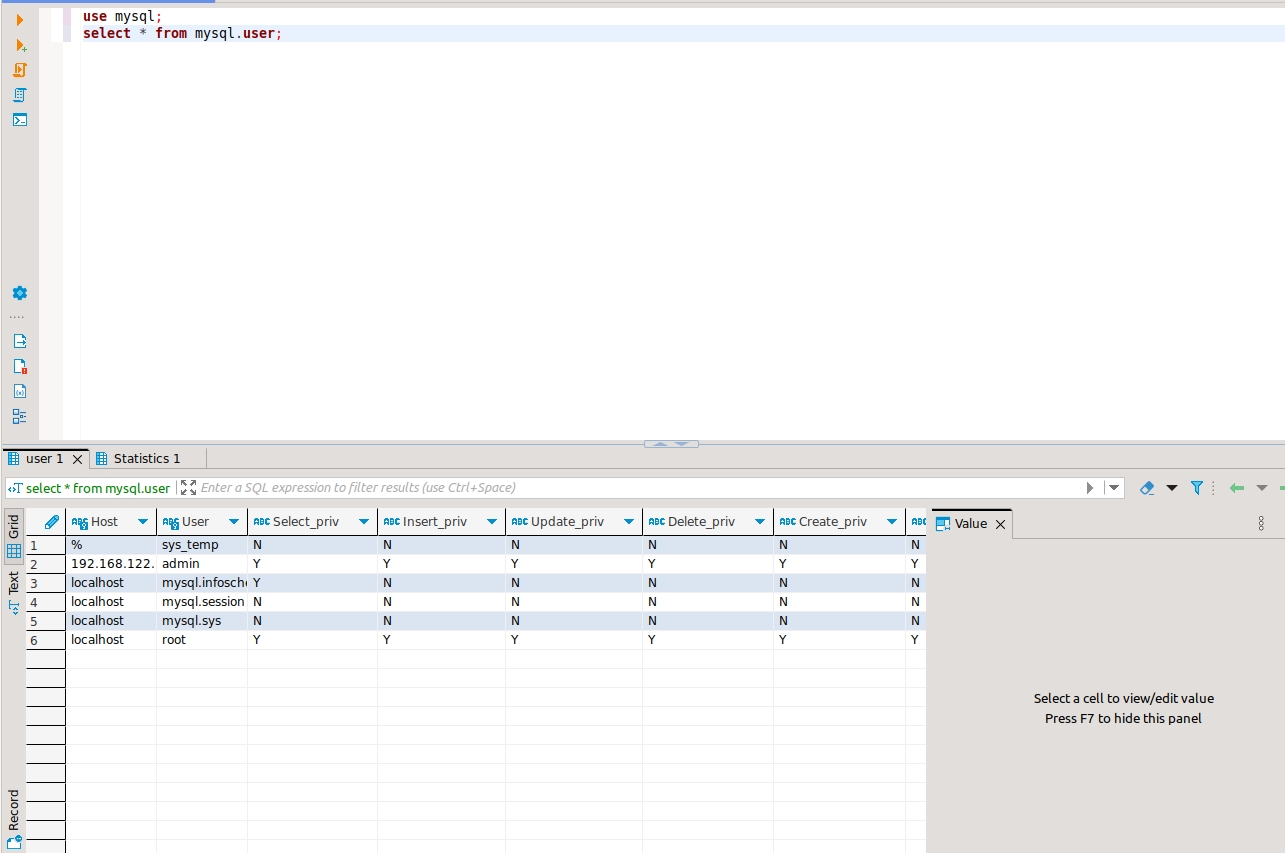 use mysql;
select * from mysql.user;
user 1
Statistics 1
select * from mysql.user
Enter a SQL expression to filter results (use Ctrl+Space)
Grid
Text
Record
Host User Select_priv Insert_priv Update_priv Delete_priv Create_priv
1 % sys_temp N N N N N N
2 192.168.122. admin Y Y Y Y Y Y
3 localhost mysql.infosche Y N N N N N
4 localhost mysql.session N N N N N N
5 localhost mysql.sys N N N N N N
6 localhost root Y Y Y Y Y Y
Value
Select a cell to view/edit value
Press F7 to hide this panel